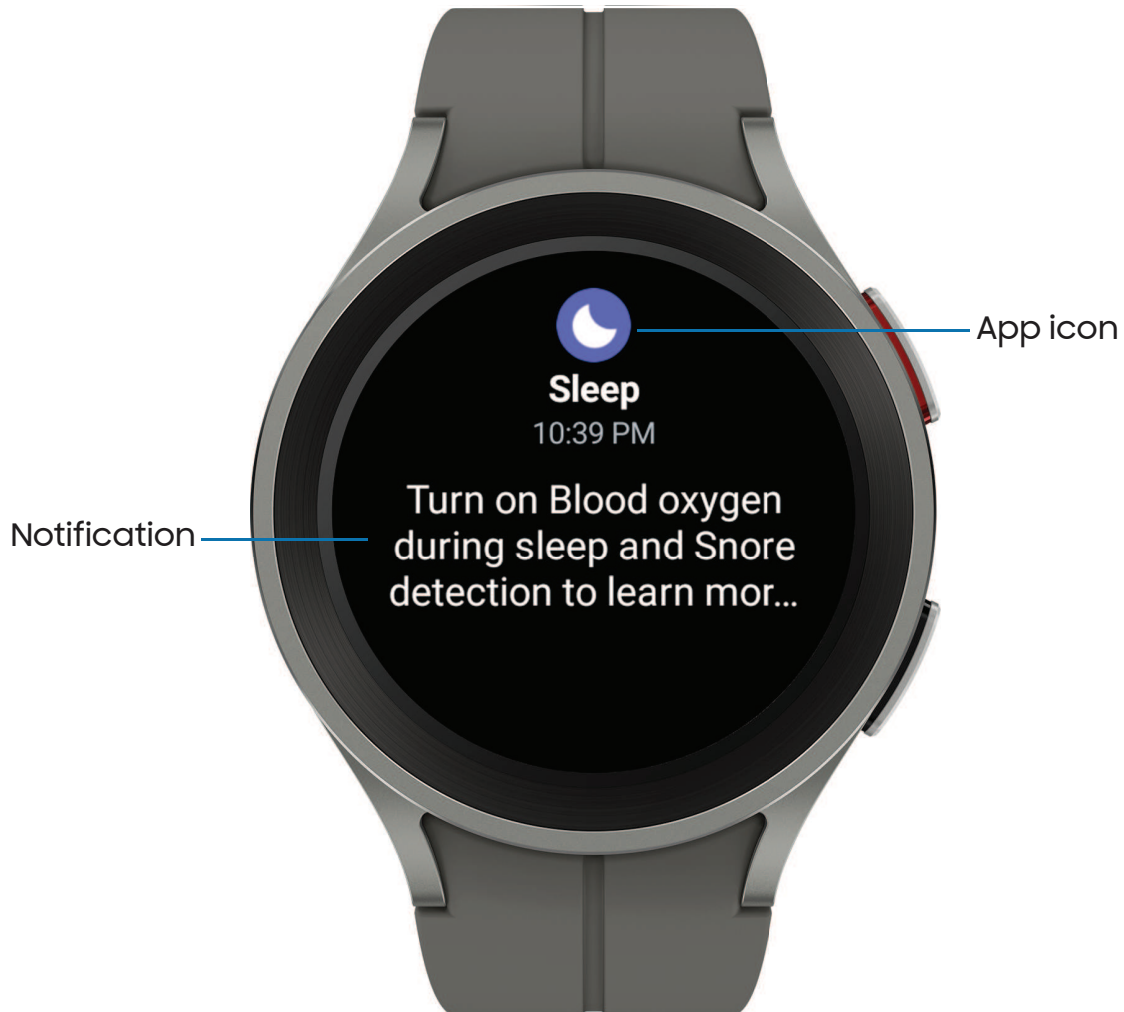 App icon
Sleep
10:39 PM
Turn on Blood oxygen
Notification
during sleep and Snore
detection to learn mor...